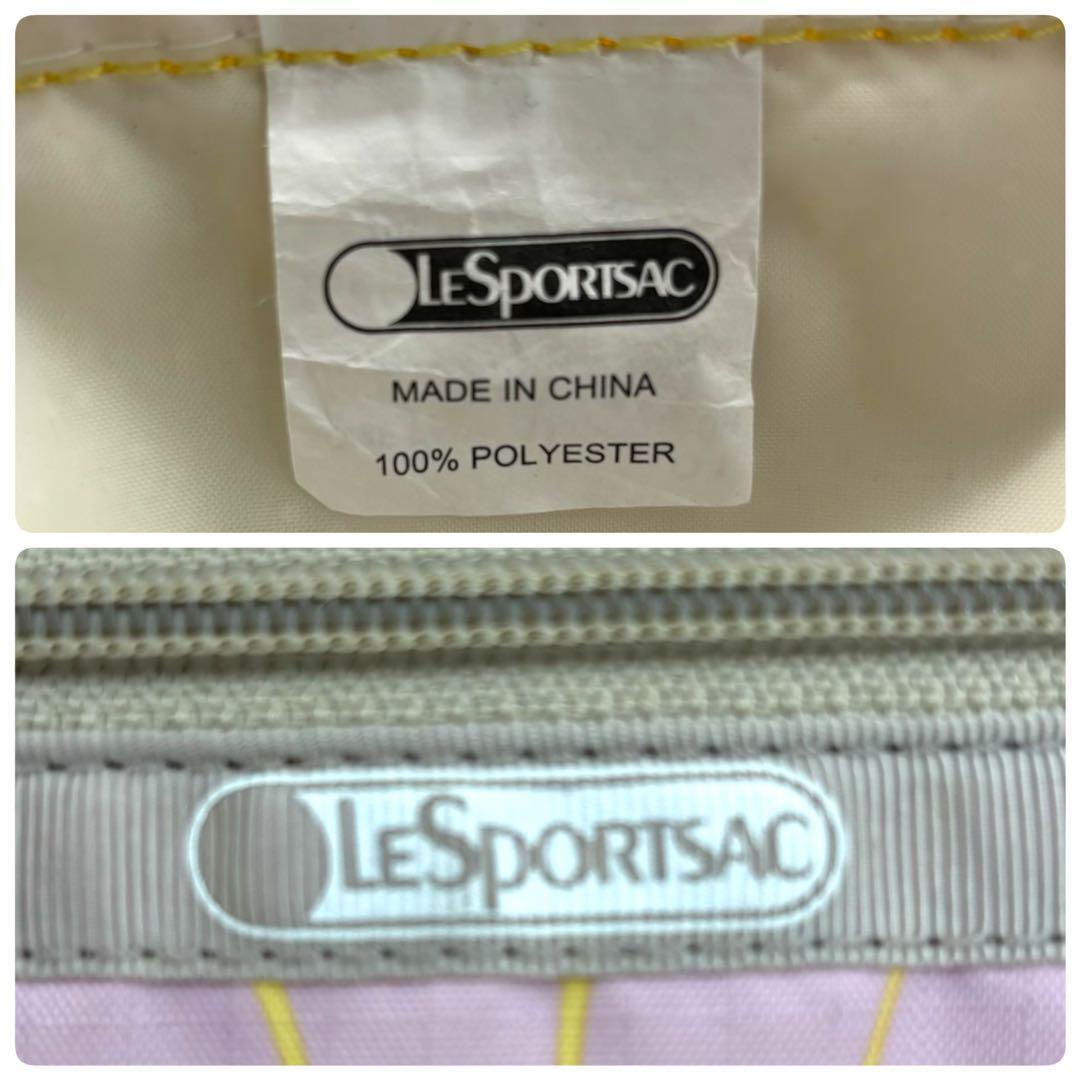 LESPORTSAC
MADE IN CHINA
100% POLYESTER
LESPORTSAC